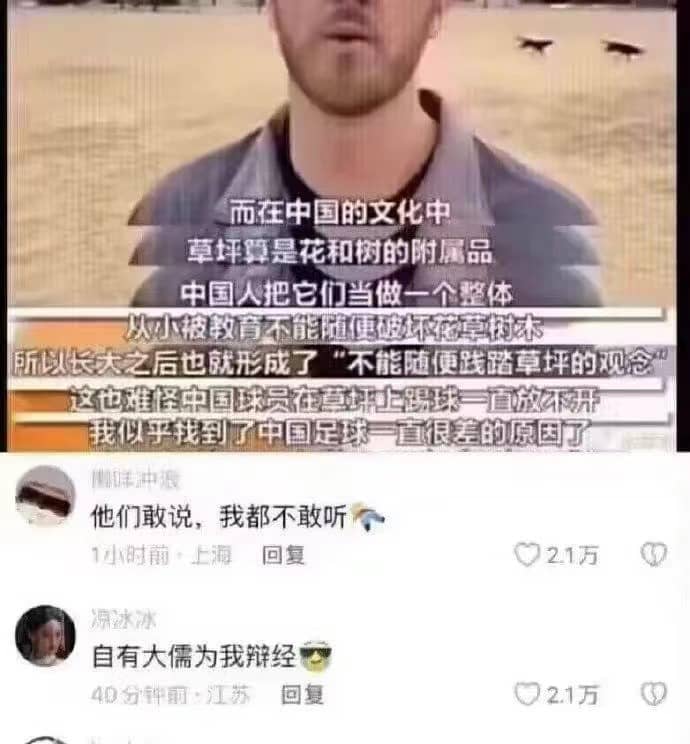 而在中国的文化中
草坪算是花和树的附属品
中国人把它们当做一个整体
从小被教育不能随便破坏花草树木
所以长大之后也就形成了“不能随便践踏草坪的观念”
这也难怪中国球员在草坪上踢球一直放不开
我似乎找到了中国足球一直很差的原因了
咩冲浪
他们敢说，我都不敢听
1小时前·上海 回复 2.1万
凉冰冰
自有大儒为我辩经😎
40分钟前·江苏 回复 2.1万